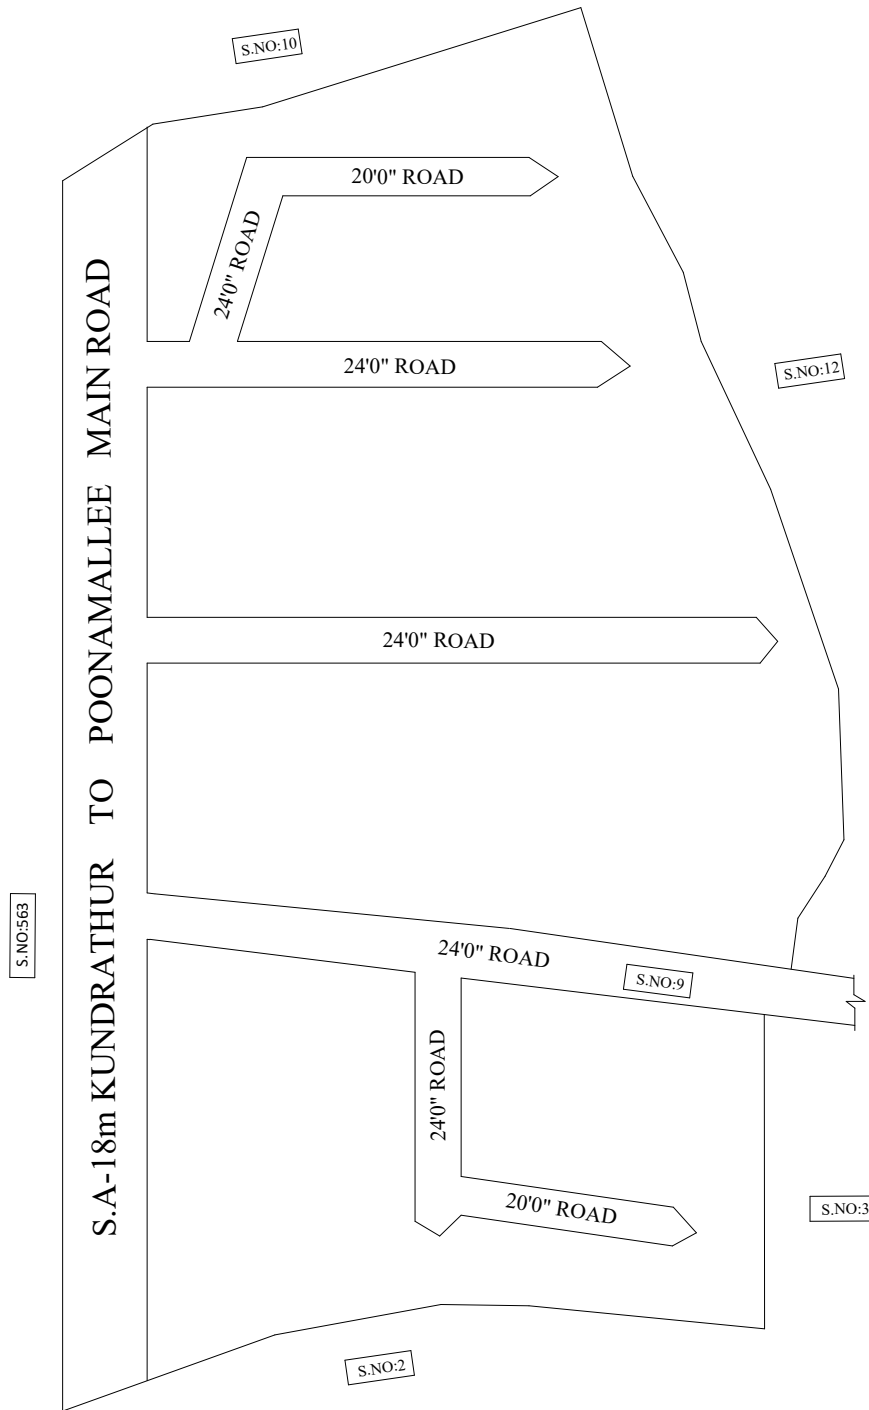 S.NO:10
20'0" ROAD
24'0" ROAD
24'0" ROAD
S.NO:12
S.A-18m KUNDRATHUR TO POONAMALLEE MAIN ROAD
24'0" ROAD
S.NO:563
24'0" ROAD
S.NO:9
24'0" ROAD
20'0" ROAD
S.NO:3
S.NO:2